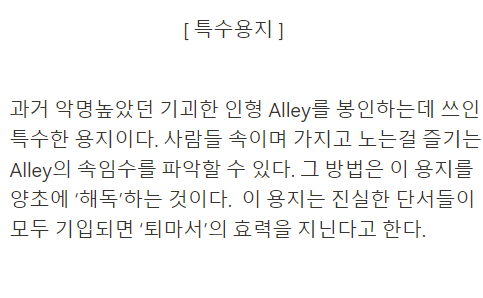 [ 특수용지 ]
과거 악명높았던 기괴한 인형 Alley를 봉인하는데 쓰인
특수한 용지이다. 사람들 속이며 가지고 노는걸 즐기는
Alley의 속임수를 파악할 수 있다. 그 방법은 이 용지를
양초에 ‘해독’하는 것이다. 이 용지는 진실한 단서들이
모두 기입되면 ‘퇴마서’의 효력을 지닌다고 한다.